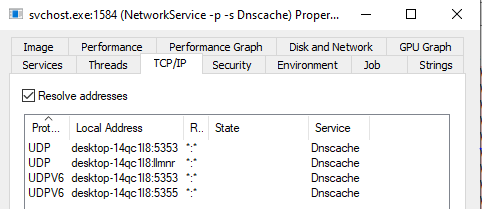 svchost.exe:1584 (NetworkService -p -s Dnscache) Proper...
Image Performance Performance Graph Disk and Network GPU Graph
Services Threads TCP/IP Security Environment Job Strings
Resolve addresses
Prot... Local Address R... State Service
UDP desktop-14qc1l8:5353 *:* Dnscache
UDP desktop-14qc1l8:llmnr *:* Dnscache
UDPV6 desktop-14qc1l8:5353 *:* Dnscache
UDPV6 desktop-14qc1l8:5355 *:* Dnscache